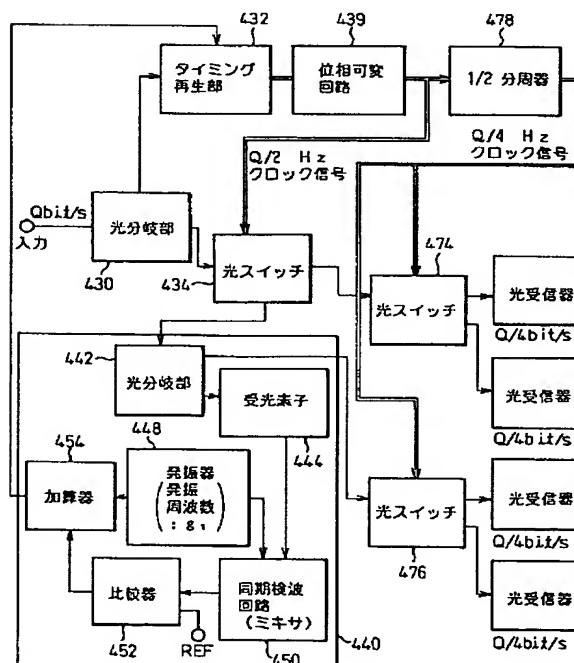 432
439
478
タイミング
再生部
位相可変
回路
1/2 分周器
Q/2 Hz
クロック信号
Q/4 Hz
クロック信号
Qbit/s
入力
光分岐部
430
434
光スイッチ
474
光スイッチ
光受信器
Q/4bit/s
光受信器
Q/4bit/s
442
光分岐部
受光素子
444
454
加算器
448
発振器
(発振
周波数
: g₁)
光スイッチ
476
光受信器
Q/4bit/s
光受信器
Q/4bit/s
比較器
452
REF
同期検波
回路
(ミキサ)
450
440